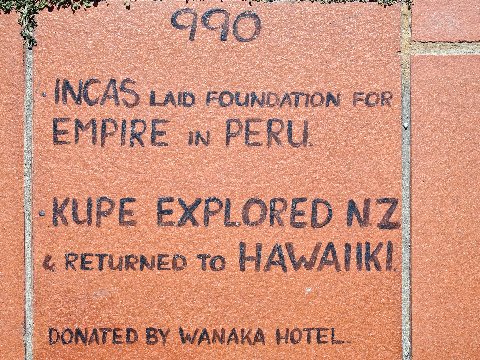 990
· INCAS LAID FOUNDATION FOR
EMPIRE IN PERU.
· KUPE EXPLORED NZ
& RETURNED TO HAWAIIKI.
DONATED BY WANAKA HOTEL.